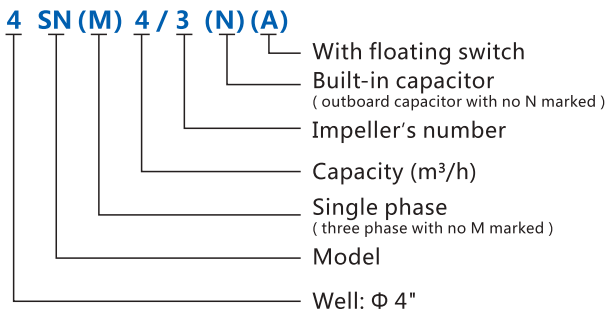 4 SN (M) 4 / 3 (N) (A)
With floating switch
Built-in capacitor
( outboard capacitor with no N marked )
Impeller's number
Capacity (m³/h)
Single phase
( three phase with no M marked )
Model
Well: Φ 4"